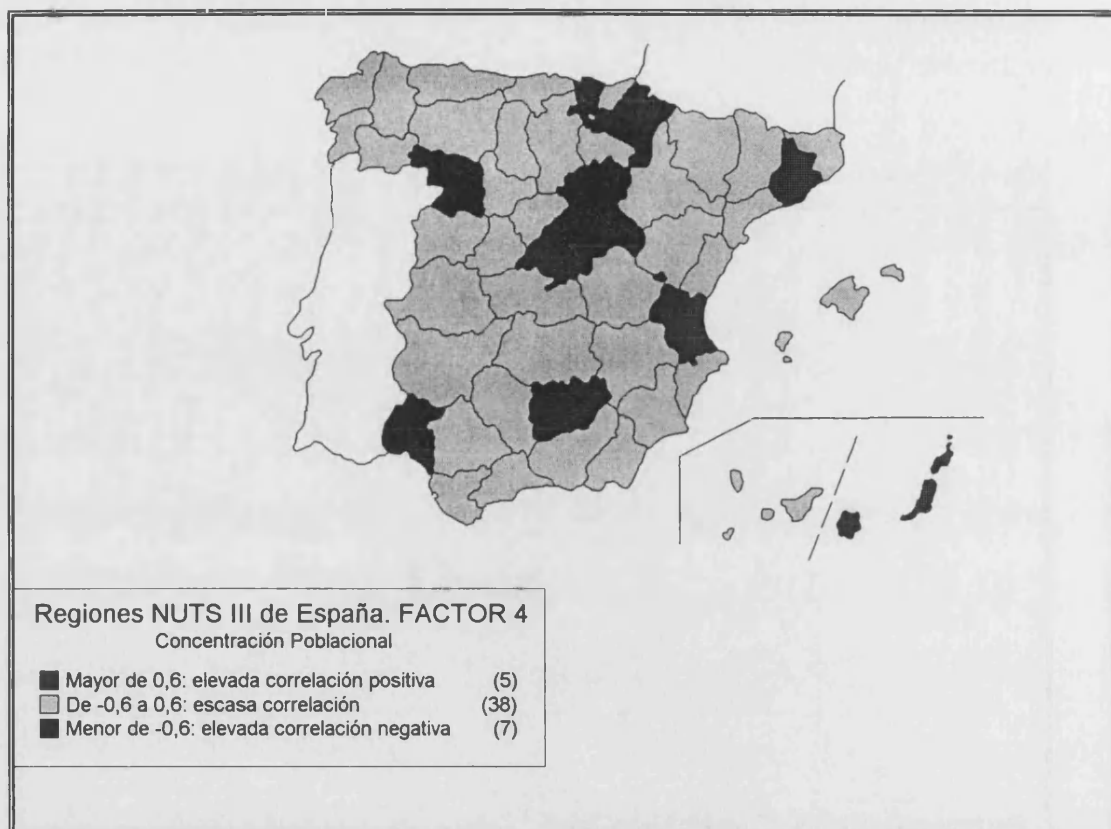 Regiones NUTS III de España. FACTOR 4
Concentración Poblacional
Mayor de 0,6: elevada correlación positiva (5)
De -0,6 a 0,6: escasa correlación (38)
Menor de -0,6: elevada correlación negativa (7)